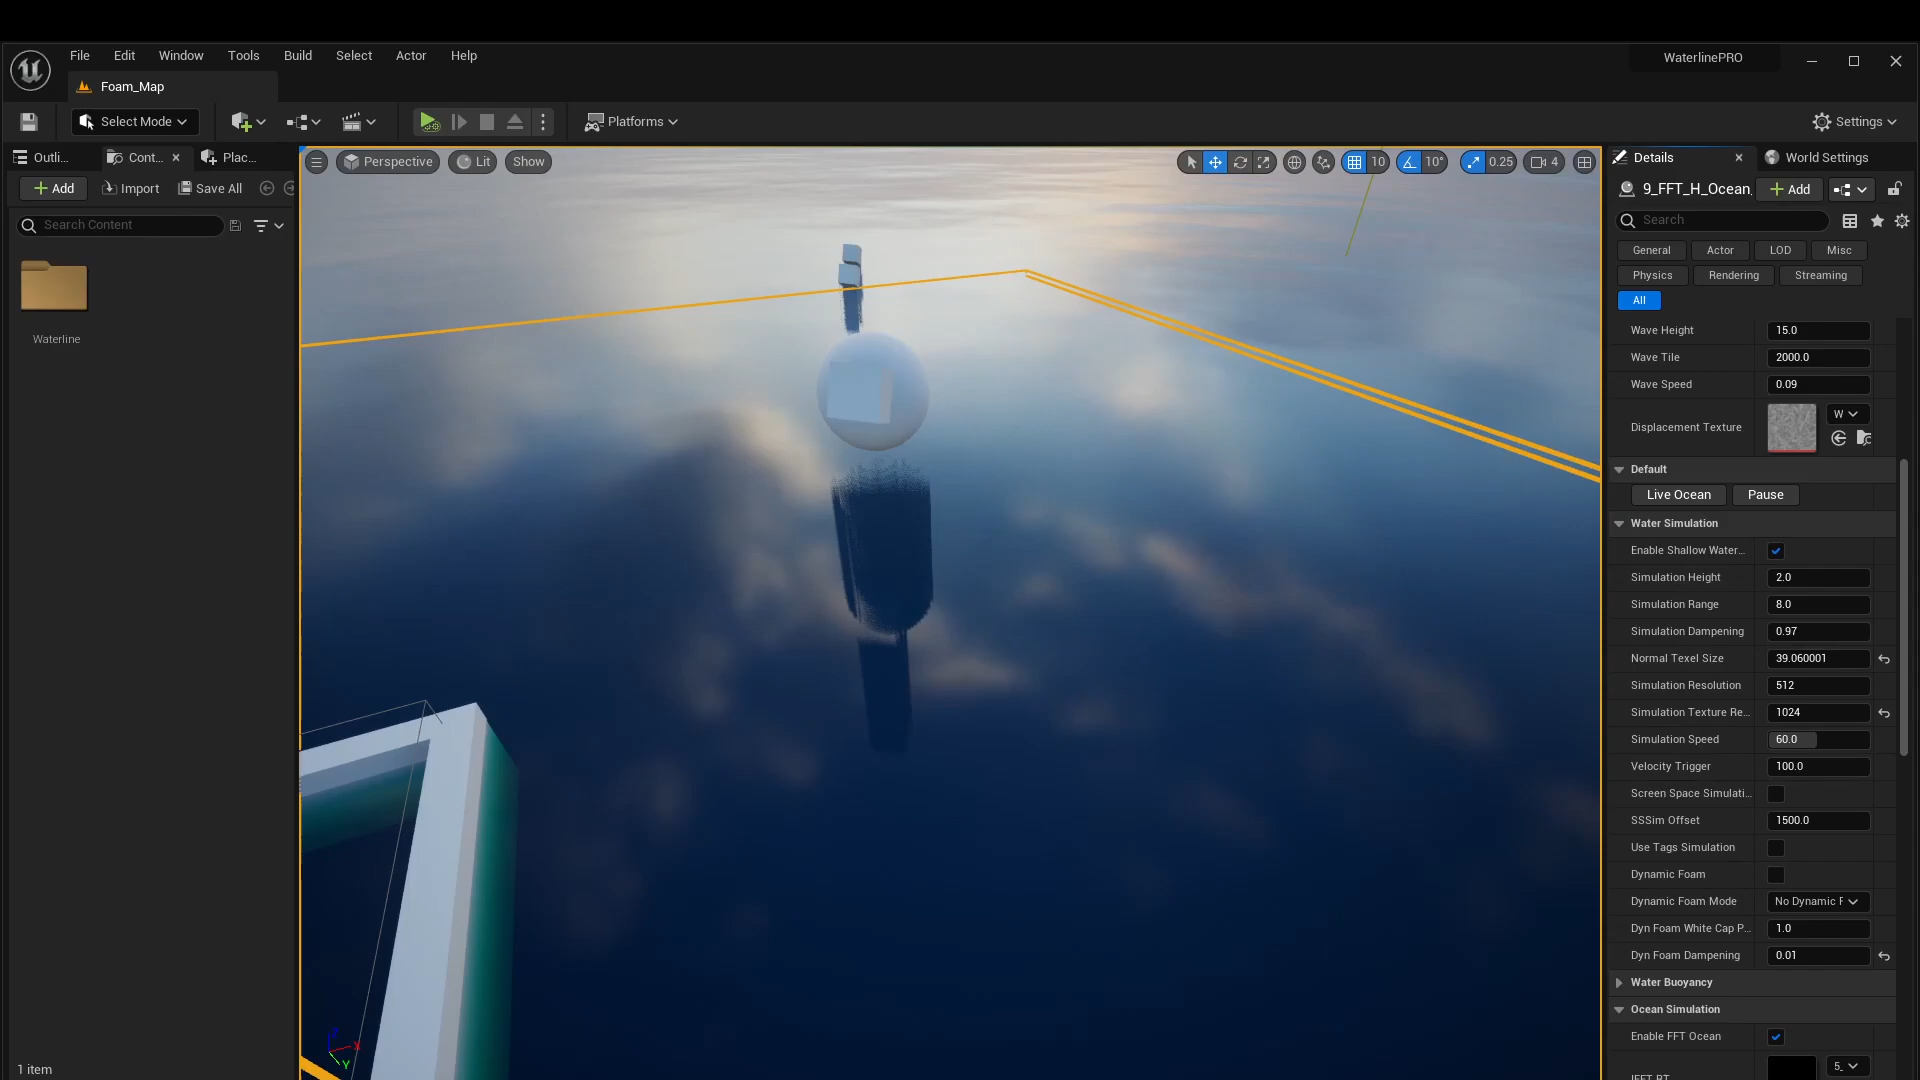 File Edit Window Tools Build Select Actor Help
WaterlinePRO
Foam_Map
Select Mode
Platforms
Settings
Outli...
Cont...
Plac...
Add
Import
Save All
Search Content
Waterline
1 item
Perspective
Lit
Show
10
10°
0.25
4
X
Y
Details
World Settings
9_FFT_H_Ocean.
Add
Search
General
Actor
LOD
Misc
Physics
Rendering
Streaming
All
Wave Height 15.0
Wave Tile 2000.0
Wave Speed 0.09
Displacement Texture W
Default
Live Ocean Pause
Water Simulation
Enable Shallow Water...
Simulation Height 2.0
Simulation Range 8.0
Simulation Dampening 0.97
Normal Texel Size 39.060001
Simulation Resolution 512
Simulation Texture Re... 1024
Simulation Speed 60.0
Velocity Trigger 100.0
Screen Space Simulati...
SSSim Offset 1500.0
Use Tags Simulation
Dynamic Foam
Dynamic Foam Mode No Dynamic F
Dyn Foam White Cap P... 1.0
Dyn Foam Dampening 0.01
Water Buoyancy
Ocean Simulation
Enable FFT Ocean
5_